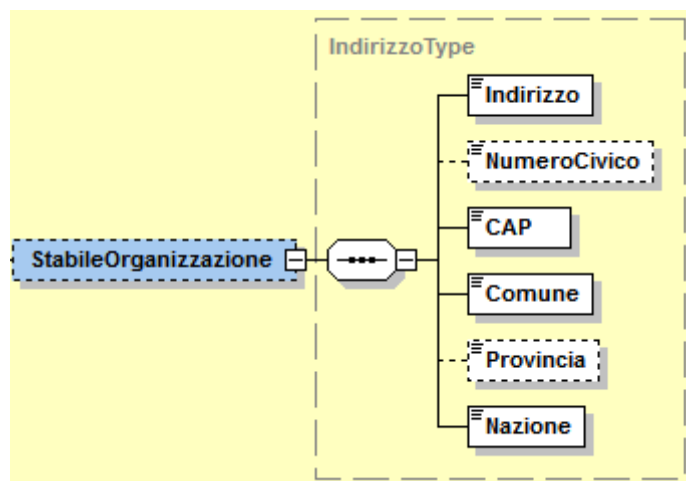 IndirizzoType
Indirizzo
NumeroCivico
CAP
StabileOrganizzazione
Comune
Provincia
Nazione